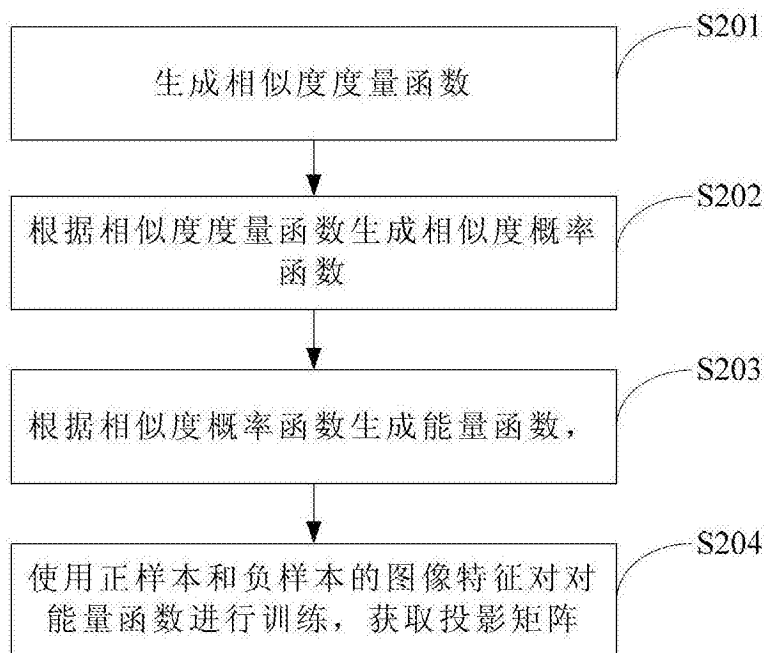 S201
生成相似度度量函数
S202
根据相似度度量函数生成相似度概率
函数
S203
根据相似度概率函数生成能量函数，
S204
使用正样本和负样本的图像特征对对
能量函数进行训练，获取投影矩阵